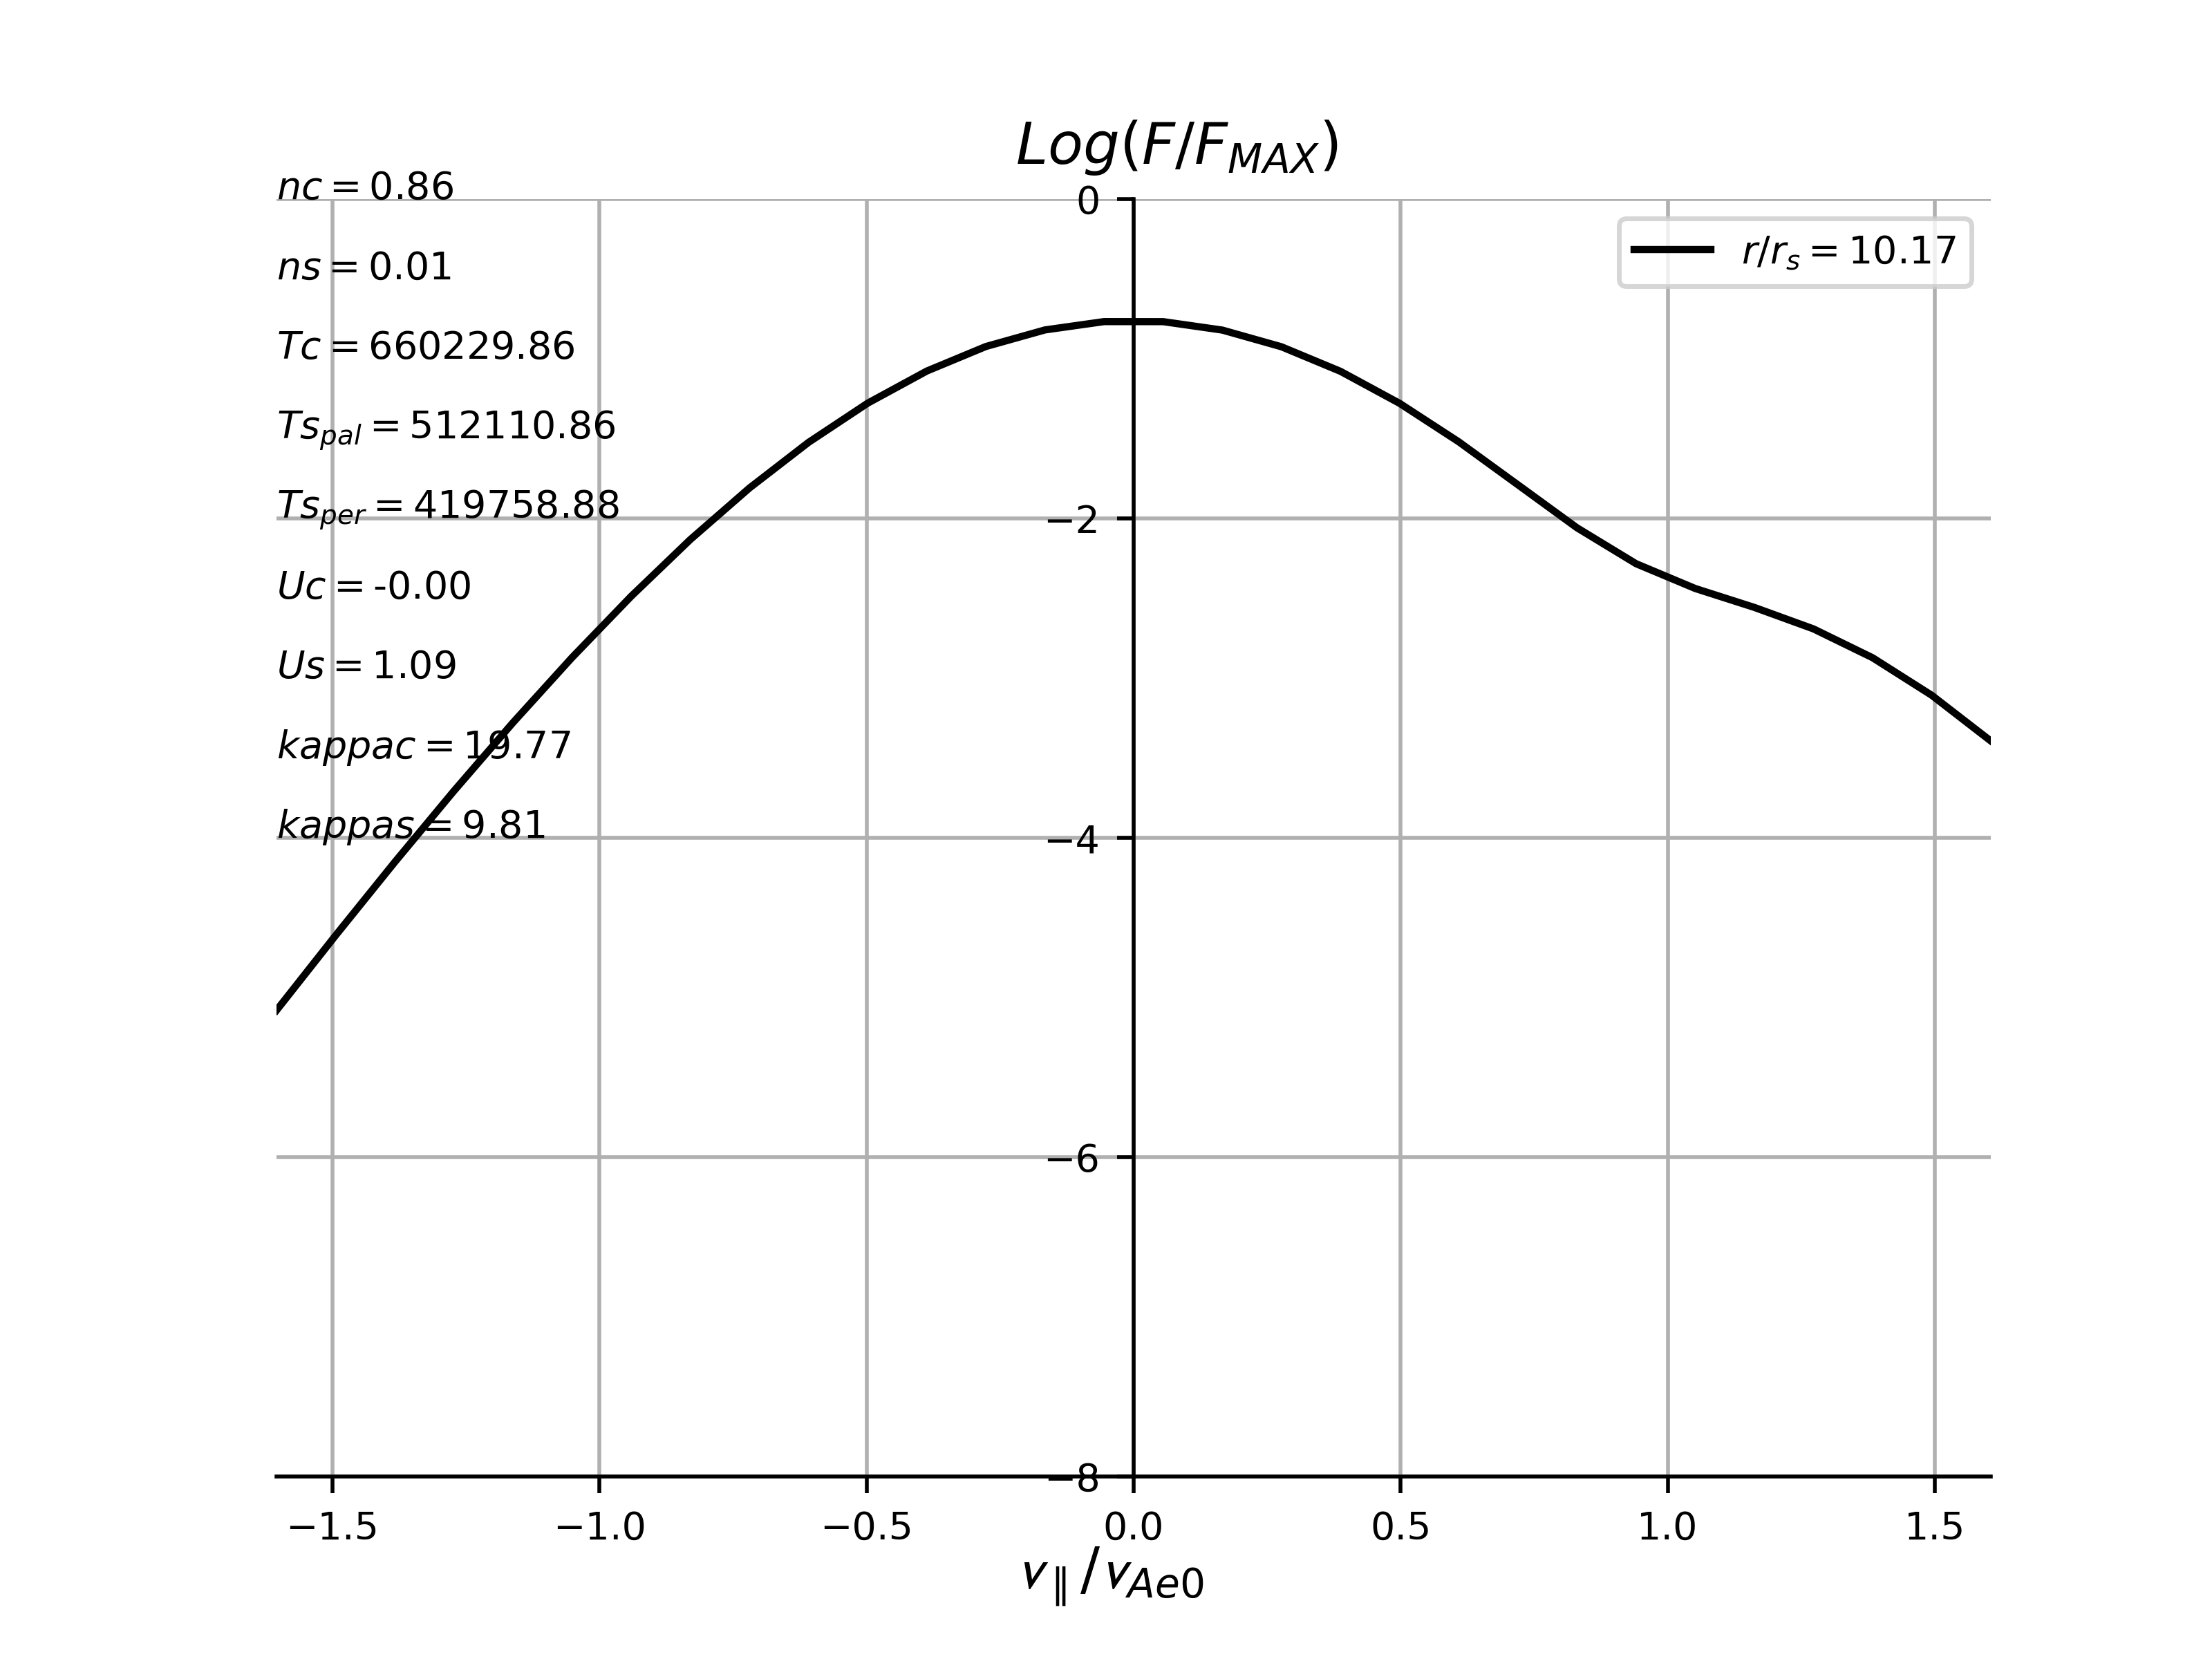 Log(F/F_MAX)
nc = 0.86
0
r/r_s = 10.17
ns = 0.01
Tc = 660229.86
Ts_pal = 512110.86
Ts_per = 419758.88
−2
Uc = -0.00
Us = 1.09
kappac = 19.77
kappas = 9.81
−4
−6
−8
−1.5 −1.0 −0.5 0.0 0.5 1.0 1.5
v_∥/v_Ae0